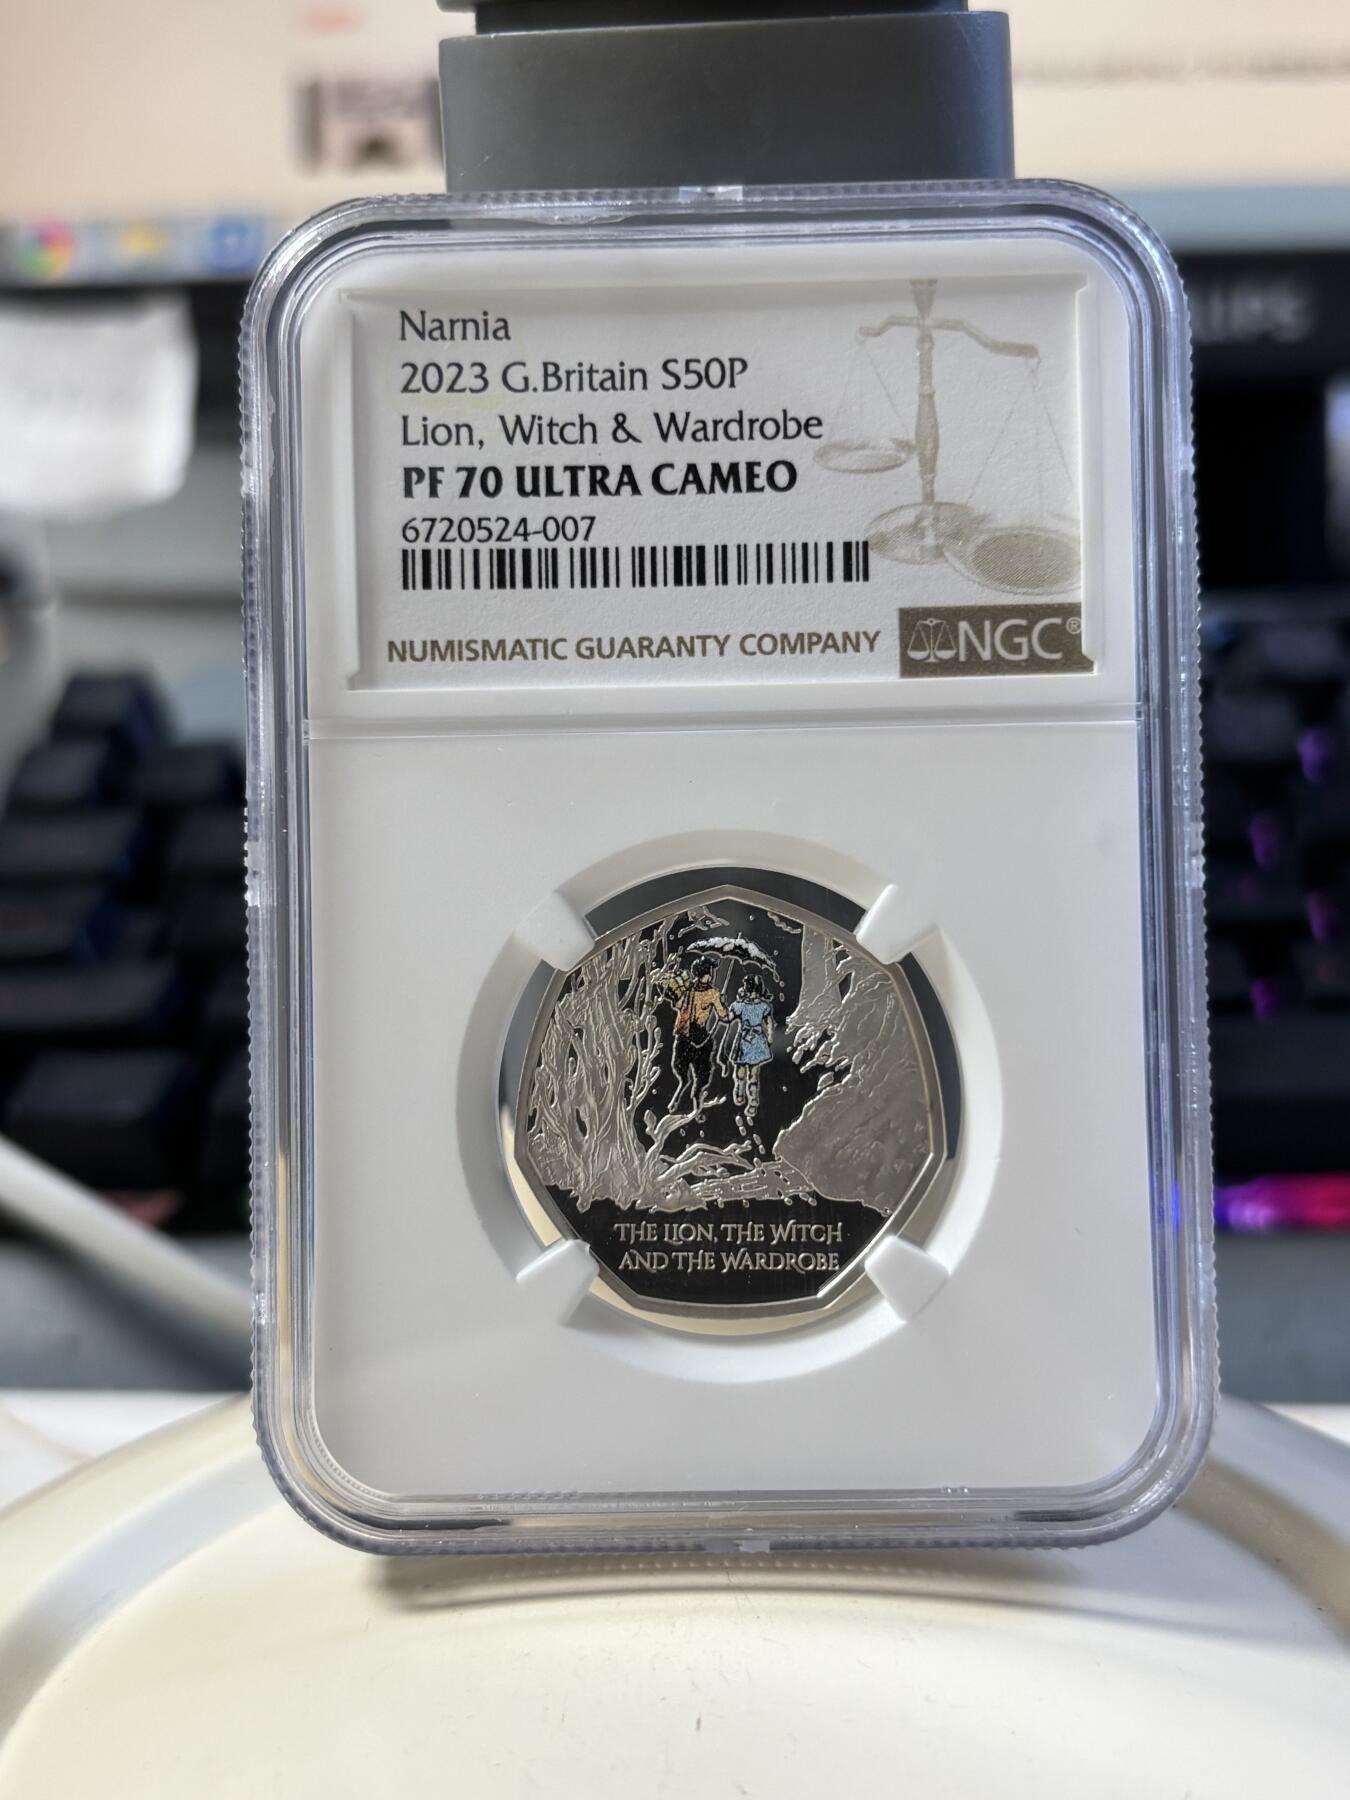 Narnia
2023 G.Britain S50P
Lion, Witch & Wardrobe
PF 70 ULTRA CAMEO
6720524-007
NUMISMATIC GUARANTY COMPANY
NGC®
THE LION, THE WITCH
AND THE WARDROBE